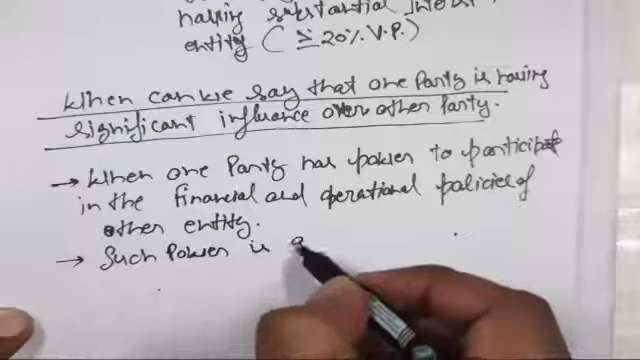 having substantial Inter
entity ( ≥ 20% V.P.)
When can we say that one Party is having
significant influence over other Party.
→ When one Party has power to participate
in the financial and operational policies of
other entity.
→ Such Power is